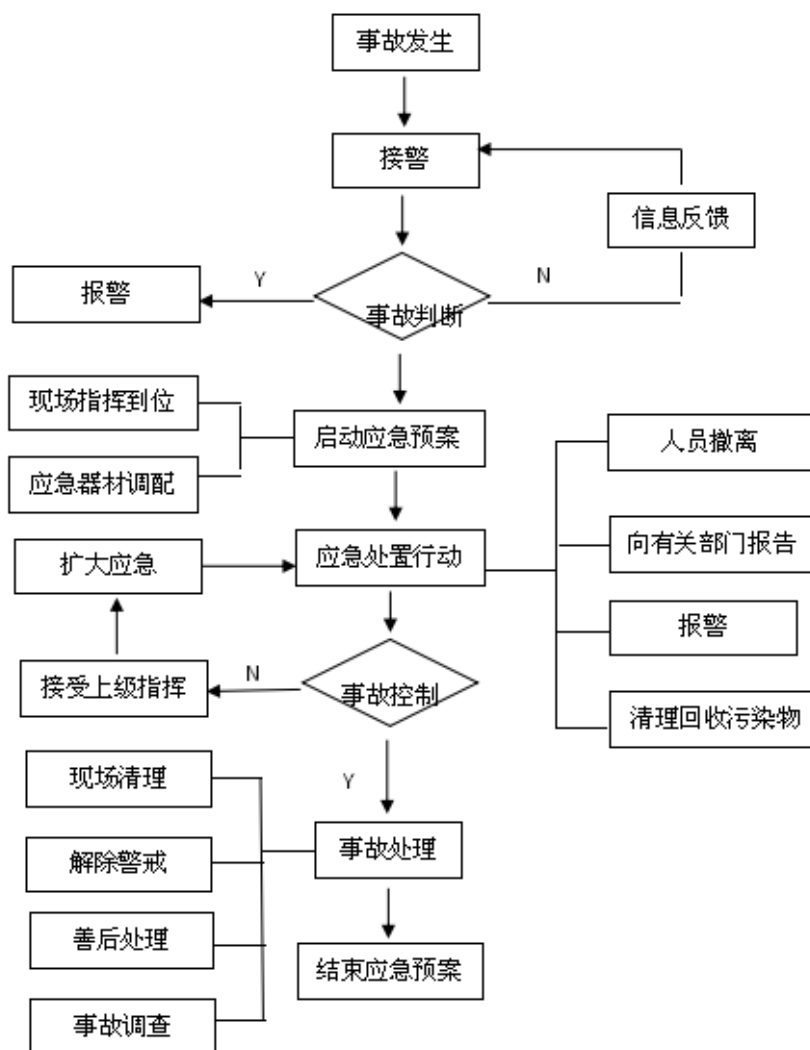 事故发生
接警
信息反馈
报警
Y
N
事故判断
现场指挥到位
启动应急预案
人员撤离
应急器材调配
向有关部门报告
扩大应急
应急处置行动
报警
接受上级指挥
N
事故控制
清理回收污染物
现场清理
Y
解除警戒
事故处理
善后处理
结束应急预案
事故调查